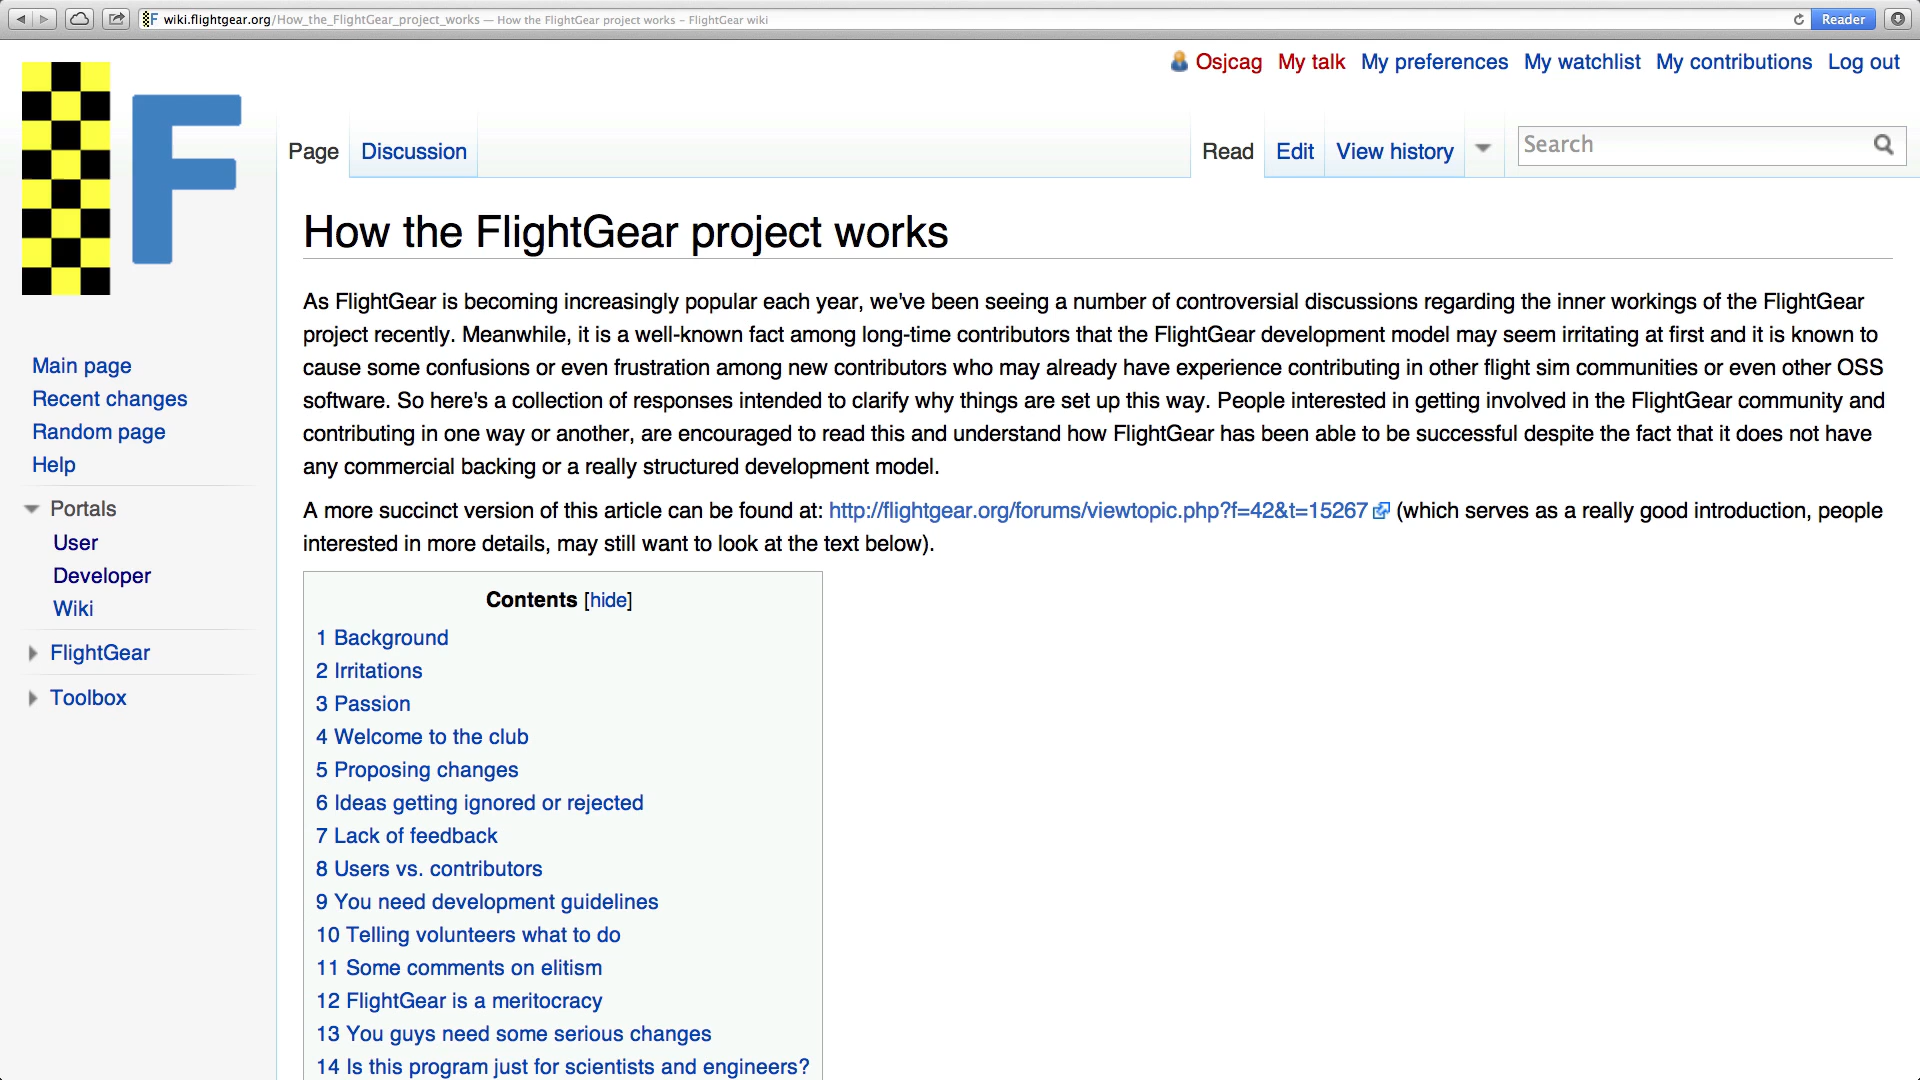 wiki.flightgear.org/How_the_FlightGear_project_works — How the FlightGear project works – FlightGear wiki
Reader
Osjcag My talk My preferences My watchlist My contributions Log out
F
Page Discussion Read Edit View history Search
How the FlightGear project works
As FlightGear is becoming increasingly popular each year, we've been seeing a number of controversial discussions regarding the inner workings of the FlightGear
project recently. Meanwhile, it is a well-known fact among long-time contributors that the FlightGear development model may seem irritating at first and it is known to
cause some confusions or even frustration among new contributors who may already have experience contributing in other flight sim communities or even other OSS
software. So here's a collection of responses intended to clarify why things are set up this way. People interested in getting involved in the FlightGear community and
contributing in one way or another, are encouraged to read this and understand how FlightGear has been able to be successful despite the fact that it does not have
any commercial backing or a really structured development model.
A more succinct version of this article can be found at: http://flightgear.org/forums/viewtopic.php?f=42&t=15267 (which serves as a really good introduction, people
interested in more details, may still want to look at the text below).
Main page
Recent changes
Random page
Help
Portals
User
Developer
Wiki
FlightGear
Toolbox
Contents [hide]
1 Background
2 Irritations
3 Passion
4 Welcome to the club
5 Proposing changes
6 Ideas getting ignored or rejected
7 Lack of feedback
8 Users vs. contributors
9 You need development guidelines
10 Telling volunteers what to do
11 Some comments on elitism
12 FlightGear is a meritocracy
13 You guys need some serious changes
14 Is this program just for scientists and engineers?